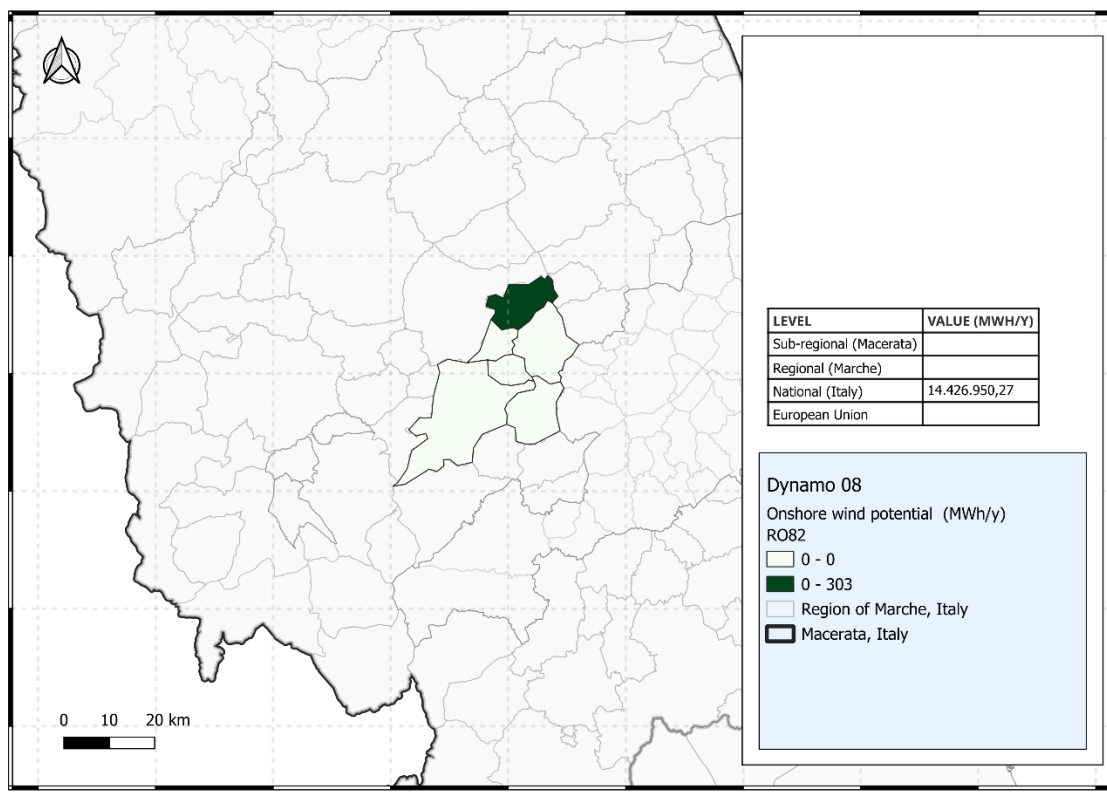 LEVEL VALUE (MWH/Y)
Sub-regional (Macerata)
Regional (Marche)
National (Italy) 14.426.950,27
European Union
Dynamo 08
Onshore wind potential (MWh/y)
RO82
0 - 0
0 - 303
Region of Marche, Italy
Macerata, Italy
0 10 20 km